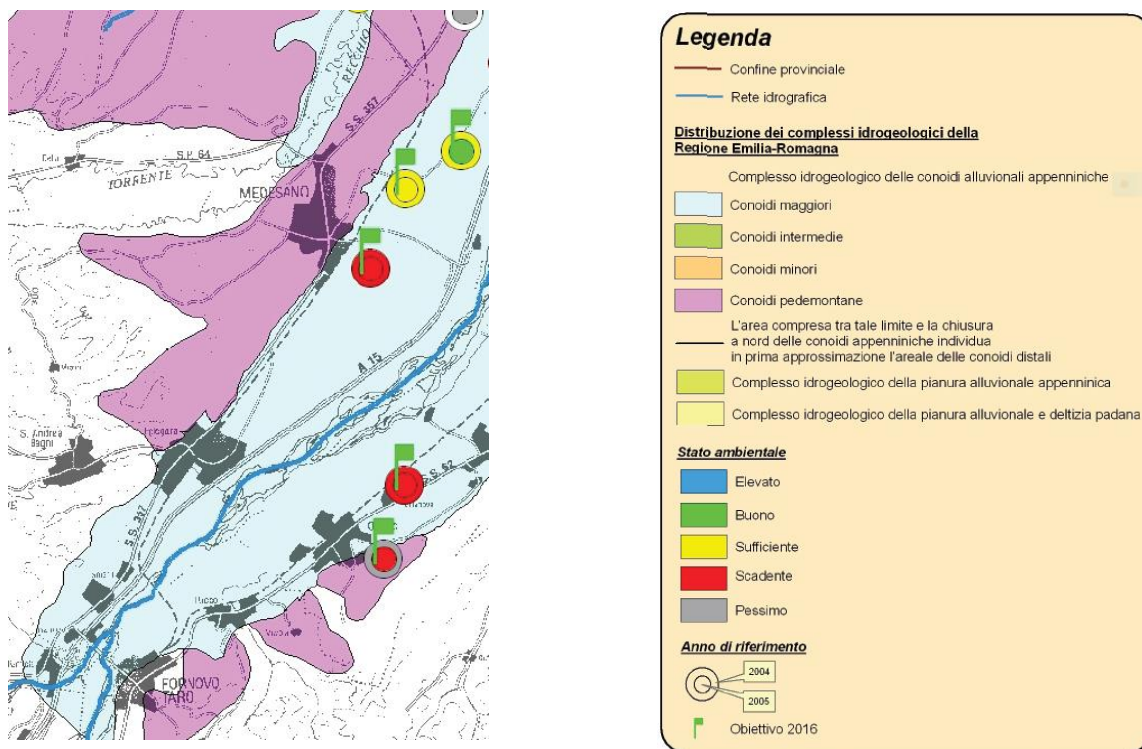 RECCHIO
S.S. 357
S.P. 64
TORRENTE
MEDESANO
A 15
S. Andrea
Bagni
Felegara
S.S. 357
S.S. 62
Ricco
FORNOVO
TARO
Legenda
Confine provinciale
Rete idrografica
Distribuzione dei complessi idrogeologici della
Regione Emilia-Romagna
Complesso idrogeologico delle conoidi alluvionali appenniniche
Conoidi maggiori
Conoidi intermedie
Conoidi minori
Conoidi pedemontane
L'area compresa tra tale limite e la chiusura
a nord delle conoidi appenniniche individua
in prima approssimazione l'areale delle conoidi distali
Complesso idrogeologico della pianura alluvionale appenninica
Complesso idrogeologico della pianura alluvionale e deltizia padana
Stato ambientale
Elevato
Buono
Sufficiente
Scadente
Pessimo
Anno di riferimento
2004
2005
Obiettivo 2016